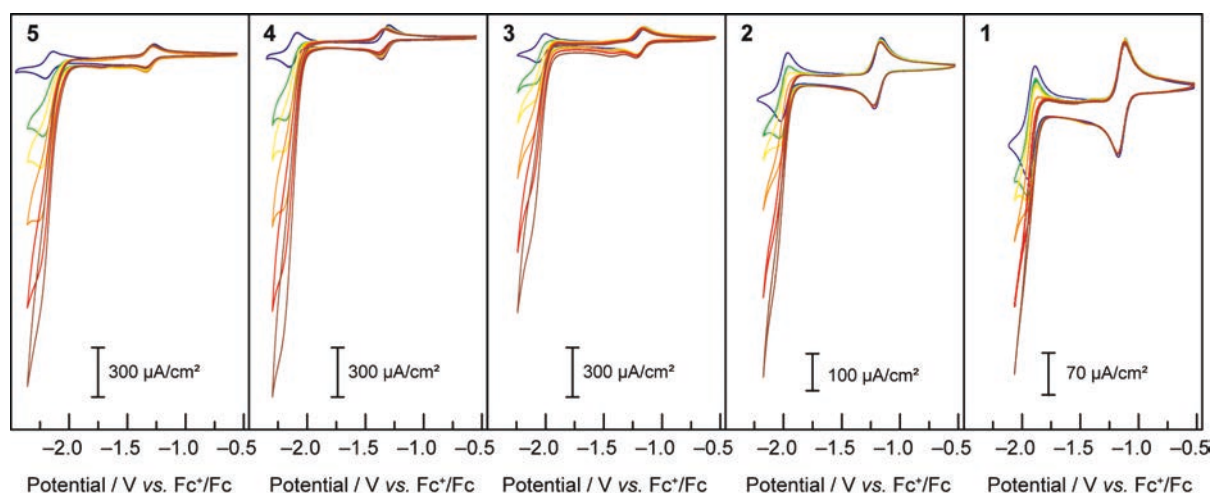 5 4 3 2 1
300 µA/cm² 300 µA/cm² 300 µA/cm² 100 µA/cm² 70 µA/cm²
–2.0 –1.5 –1.0 –0.5 –2.0 –1.5 –1.0 –0.5 –2.0 –1.5 –1.0 –0.5 –2.0 –1.5 –1.0 –0.5 –2.0 –1.5 –1.0 –0.5
Potential / V vs. Fc⁺/Fc Potential / V vs. Fc⁺/Fc Potential / V vs. Fc⁺/Fc Potential / V vs. Fc⁺/Fc Potential / V vs. Fc⁺/Fc